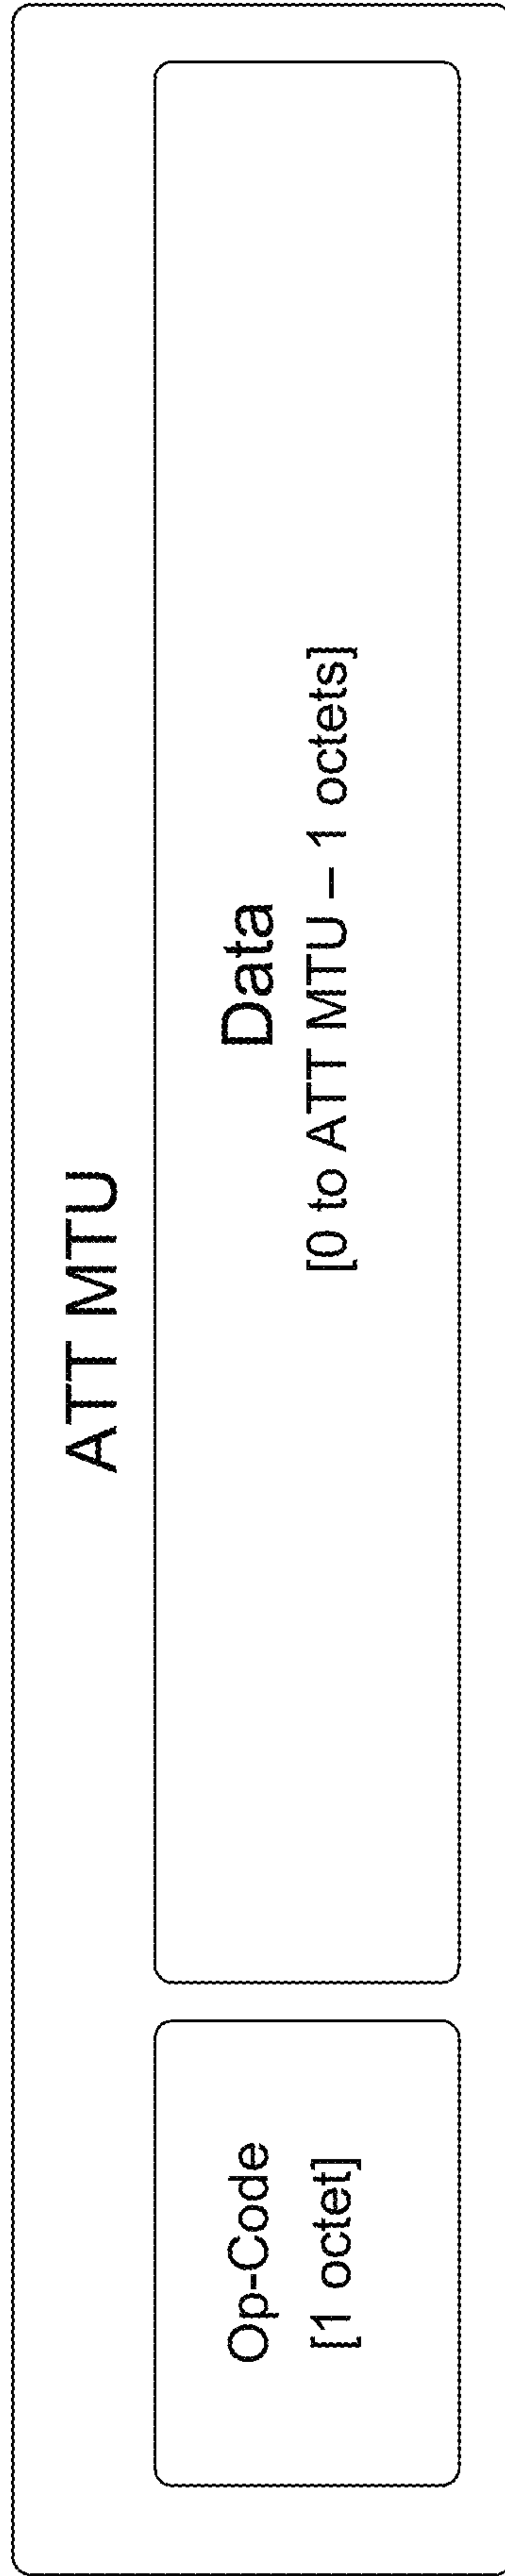 ATT MTU
Op-Code
[1 octet]
Data
[0 to ATT MTU – 1 octets]